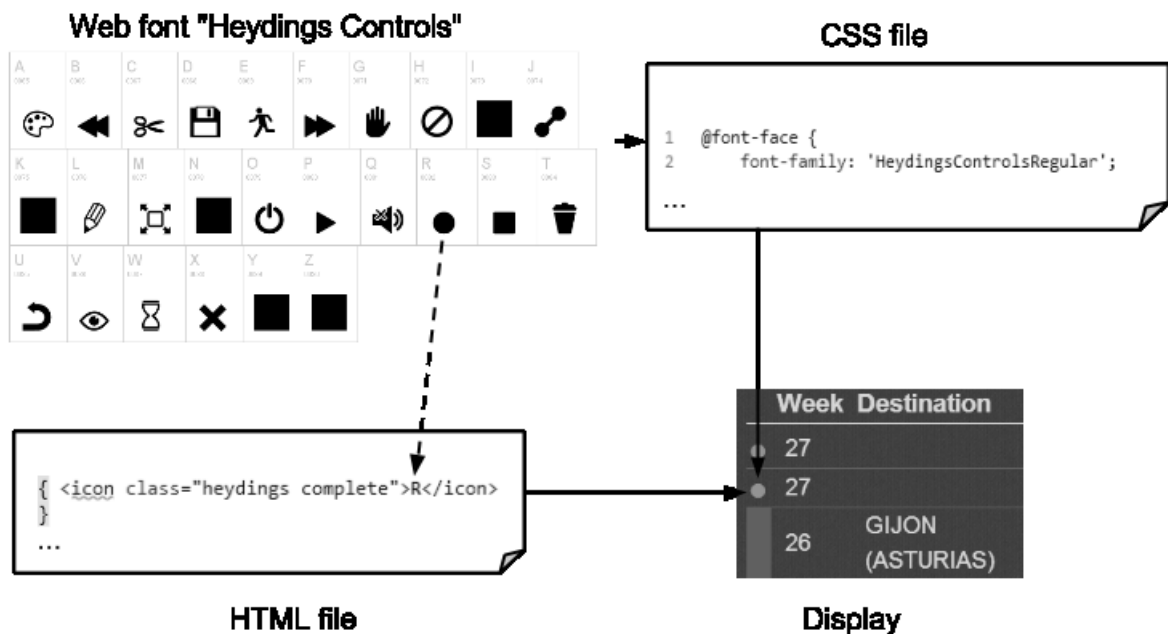 Web font "Heydings Controls"
A B C D E F G H I J
K L M N O P Q R S T
U V W X Y Z
CSS file
1 @font-face {
2 font-family: 'HeydingsControlsRegular';
...
{ <icon class="heydings complete">R</icon>
}
...
HTML file
Week Destination
27
27
26 GIJON
(ASTURIAS)
Display